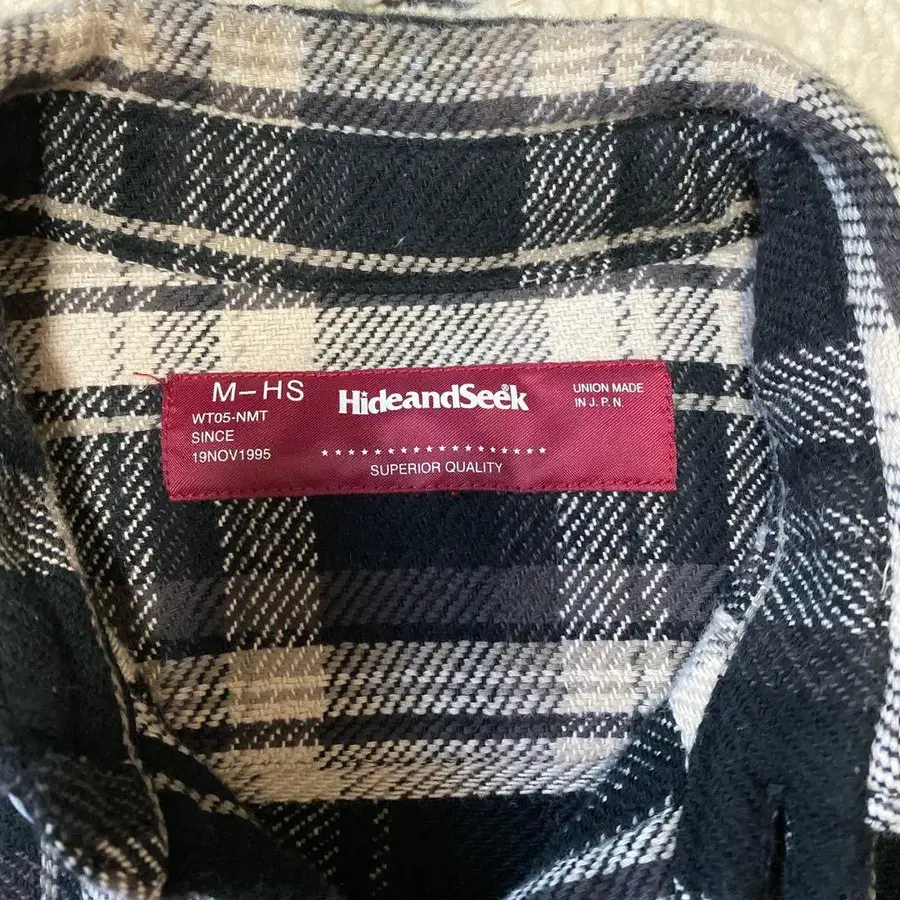 M-HS
WT05-NMT
SINCE
19NOV1995
HideandSeek®
★★★★★★★★★★★★★★★★★★
SUPERIOR QUALITY
UNION MADE
IN J. P. N.